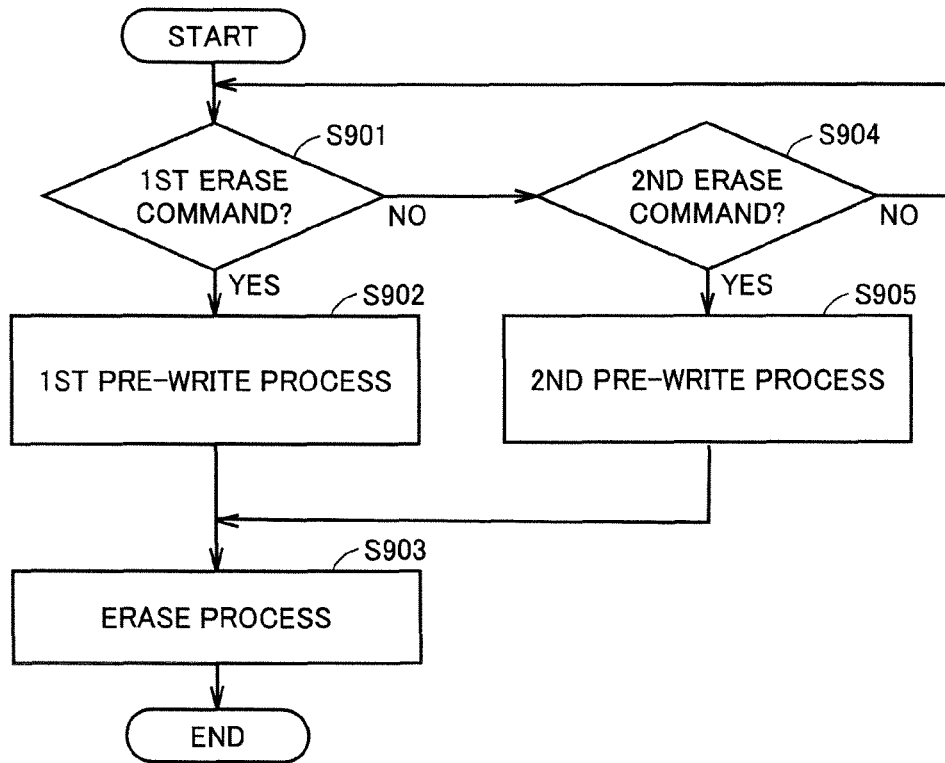 START
S901
1ST ERASE
COMMAND?
NO
YES
S904
2ND ERASE
COMMAND?
NO
YES
S902
1ST PRE-WRITE PROCESS
S905
2ND PRE-WRITE PROCESS
S903
ERASE PROCESS
END